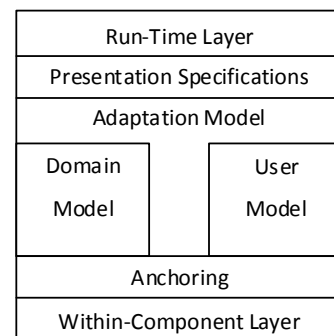 Run-Time Layer
Presentation Specifications
Adaptation Model
Domain
Model
User
Model
Anchoring
Within-Component Layer